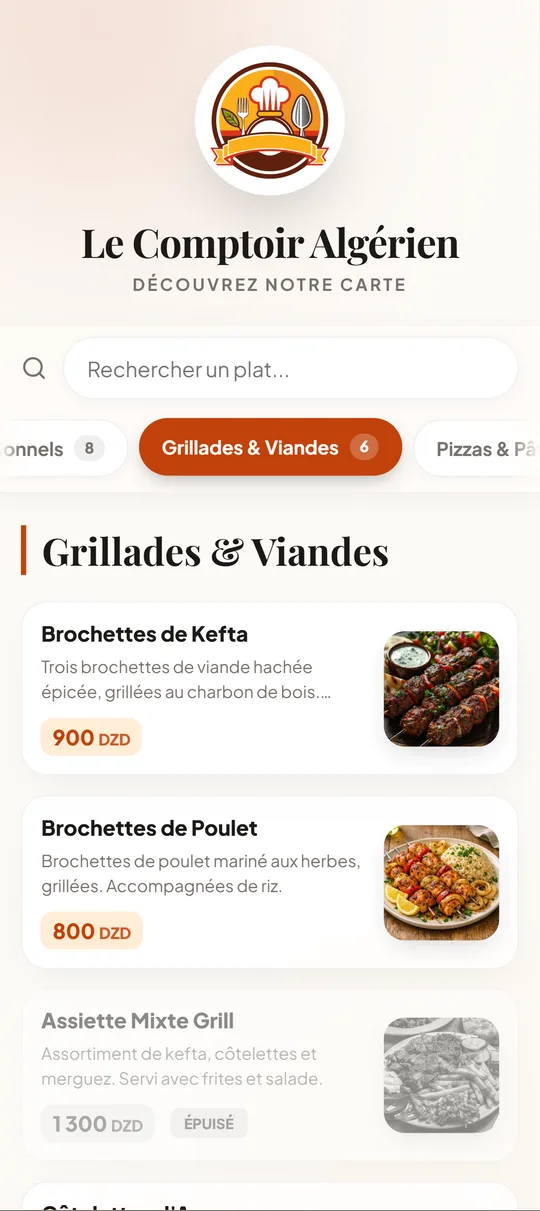 Le Comptoir Algérien
DÉCOUVREZ NOTRE CARTE
Rechercher un plat...
onnels 8
Grillades & Viandes 6
Pizzas & Pâ
Grillades & Viandes
Brochettes de Kefta
Trois brochettes de viande hachée
épicée, grillées au charbon de bois.…
900 DZD
Brochettes de Poulet
Brochettes de poulet mariné aux herbes,
grillées. Accompagnées de riz.
800 DZD
Assiette Mixte Grill
Assortiment de kefta, côtelettes et
merguez. Servi avec frites et salade.
1 300 DZD
ÉPUISÉ